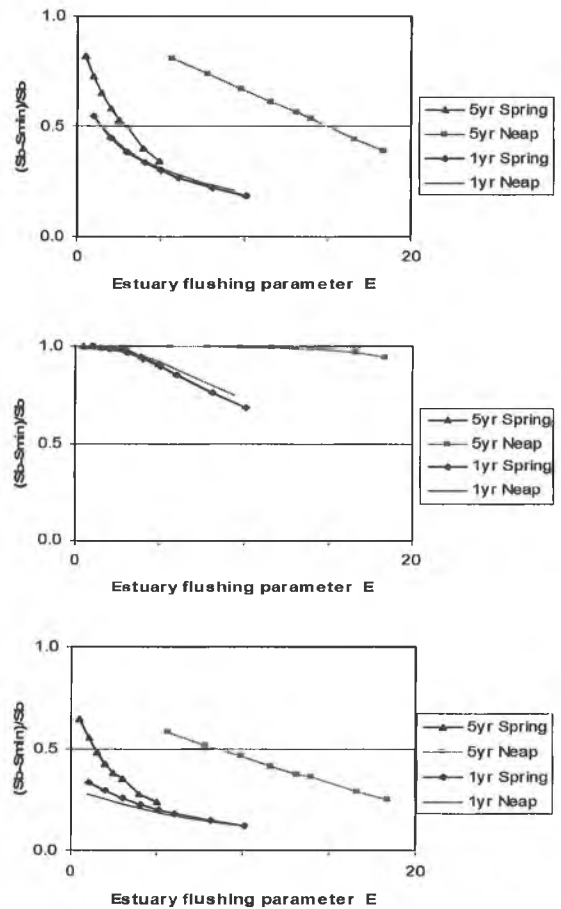 (Sb-Smin)/Sb
1.0
0.5
0.0
0
20
Estuary flushing parameter E
5yr Spring
5yr Neap
1yr Spring
1yr Neap
(Sb-Smin)/Sb
1.0
0.5
0.0
0
20
Estuary flushing parameter E
5yr Spring
5yr Neap
1yr Spring
1yr Neap
(Sb-Smin)/Sb
1.0
0.5
0.0
0
20
Estuary flushing parameter E
5yr Spring
5yr Neap
1yr Spring
1yr Neap